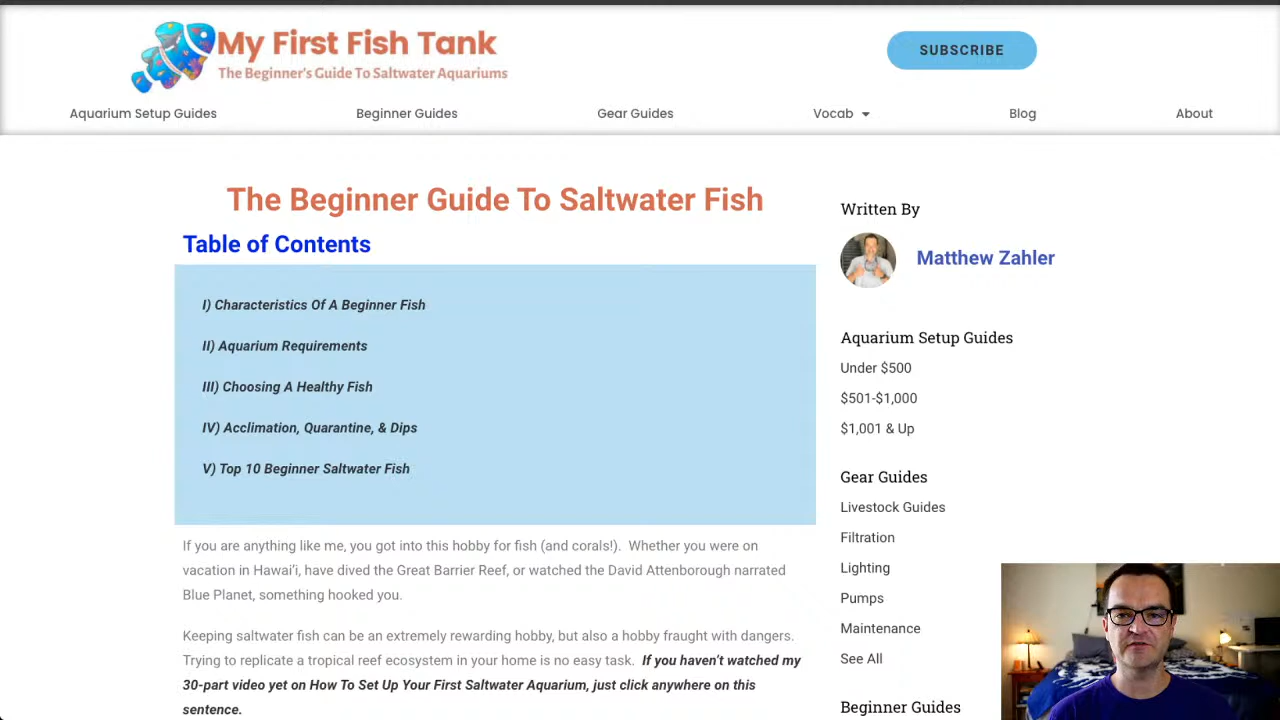 My First Fish Tank
The Beginner's Guide To Saltwater Aquariums
SUBSCRIBE
Aquarium Setup Guides
Beginner Guides
Gear Guides
Vocab
Blog
About
The Beginner Guide To Saltwater Fish
Table of Contents
I) Characteristics Of A Beginner Fish
II) Aquarium Requirements
III) Choosing A Healthy Fish
IV) Acclimation, Quarantine, & Dips
V) Top 10 Beginner Saltwater Fish
If you are anything like me, you got into this hobby for fish (and corals!).  Whether you were on
vacation in Hawai'i, have dived the Great Barrier Reef, or watched the David Attenborough narrated
Blue Planet, something hooked you.
Keeping saltwater fish can be an extremely rewarding hobby, but also a hobby fraught with dangers.
Trying to replicate a tropical reef ecosystem in your home is no easy task.  If you haven't watched my
30-part video yet on How To Set Up Your First Saltwater Aquarium, just click anywhere on this
sentence.
Written By
Matthew Zahler
Aquarium Setup Guides
Under $500
$501-$1,000
$1,001 & Up
Gear Guides
Livestock Guides
Filtration
Lighting
Pumps
Maintenance
See All
Beginner Guides